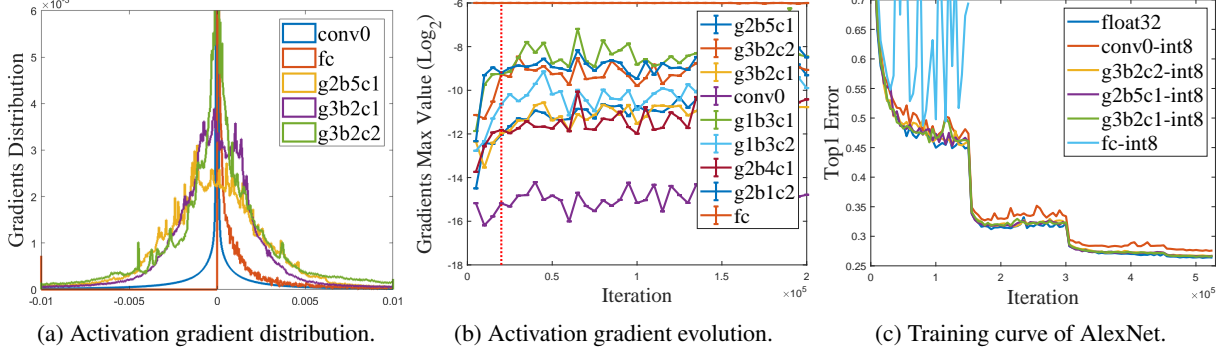 6 ×10⁻³
5
4
3
2
1
0
Gradients Distribution
-0.01 -0.005 0 0.005 0.01
conv0
fc
g2b5c1
g3b2c1
g3b2c2
(a) Activation gradient distribution.
-6
-8
-10
-12
-14
-16
-18
Gradients Max Value (Log₂)
0 0.5 1 1.5 2
×10⁵
Iteration
g2b5c1
g3b2c2
g3b2c1
conv0
g1b3c1
g1b3c2
g2b4c1
g2b1c2
fc
(b) Activation gradient evolution.
0.7
0.65
0.6
0.55
0.5
0.45
0.4
0.35
0.3
0.25
Top1 Error
0 1 2 3 4 5
×10⁵
Iteration
float32
conv0-int8
g3b2c2-int8
g2b5c1-int8
g3b2c1-int8
fc-int8
(c) Training curve of AlexNet.